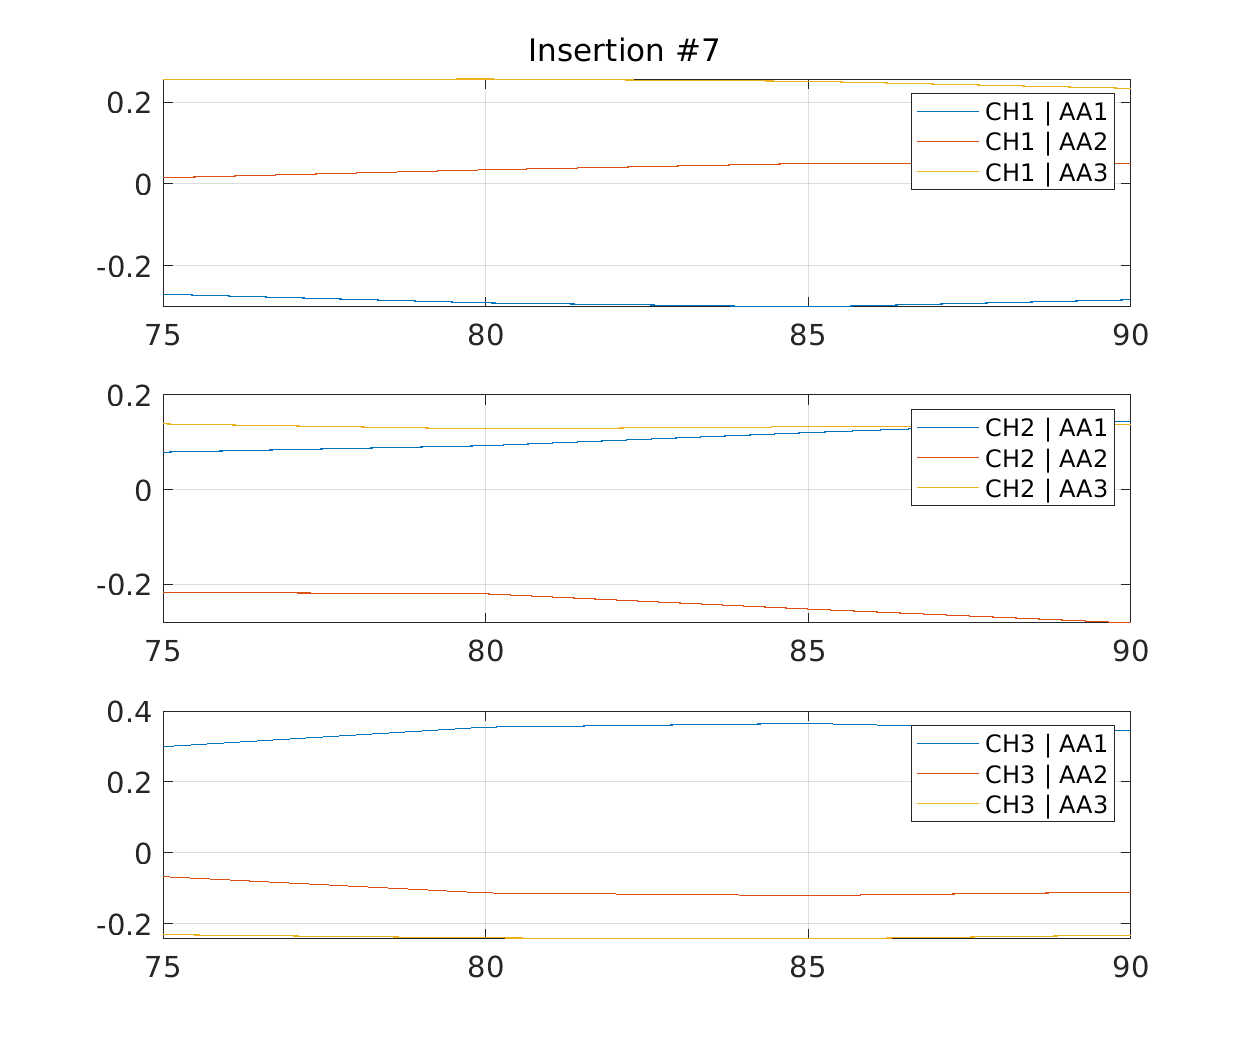 Insertion #7
0.2
0
-0.2
75 80 85 90
CH1 | AA1
CH1 | AA2
CH1 | AA3
0.2
0
-0.2
75 80 85 90
CH2 | AA1
CH2 | AA2
CH2 | AA3
0.4
0.2
0
-0.2
75 80 85 90
CH3 | AA1
CH3 | AA2
CH3 | AA3